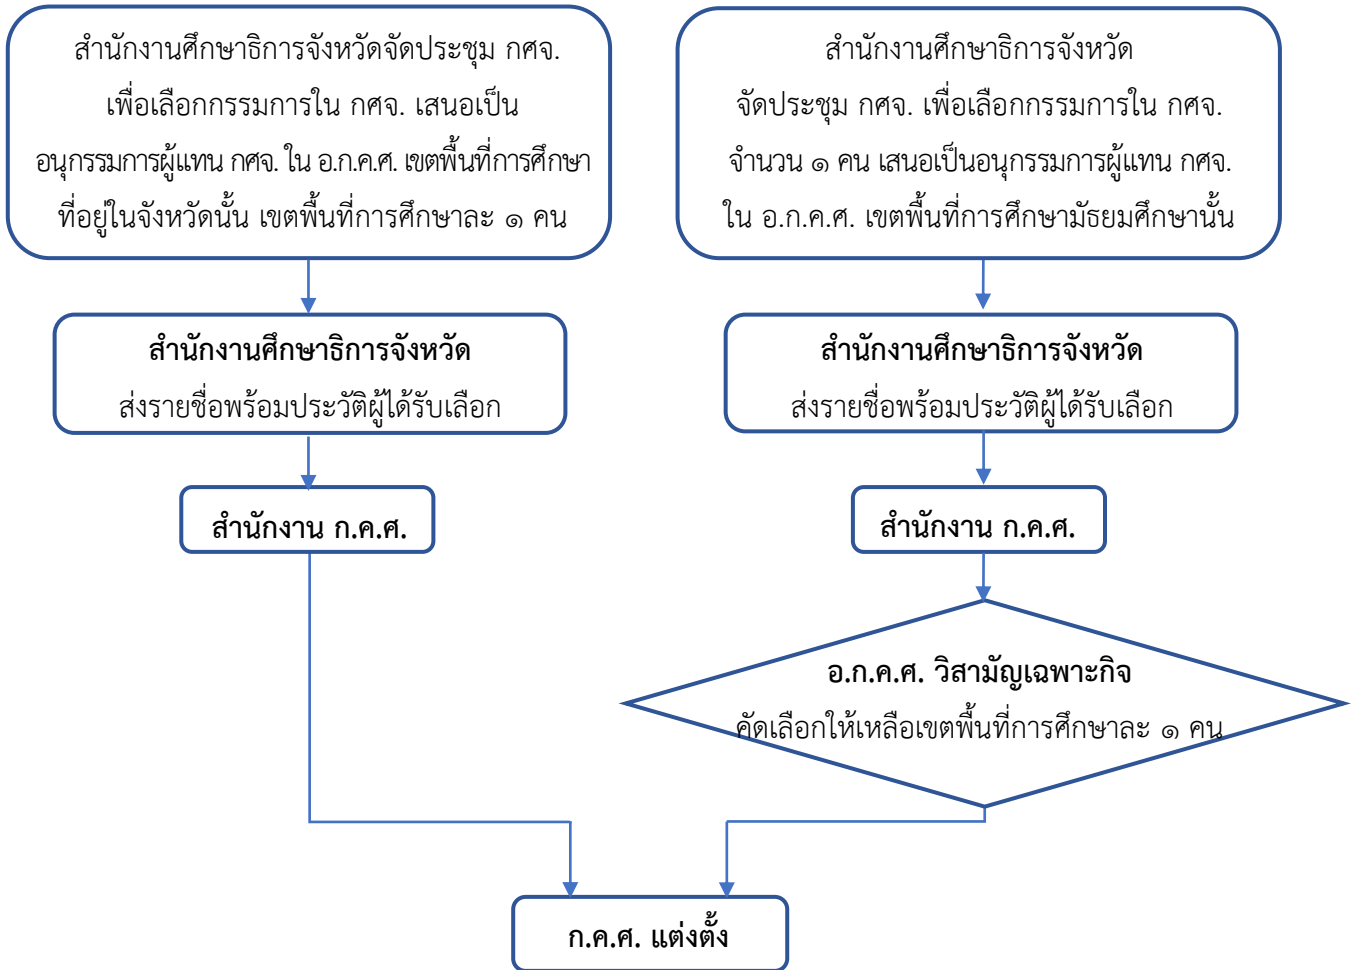 สำนักงานศึกษาธิการจังหวัดจัดประชุม กศจ.
เพื่อเลือกกรรมการใน กศจ. เสนอเป็น
อนุกรรมการผู้แทน กศจ. ใน อ.ก.ค.ศ. เขตพื้นที่การศึกษา
ที่อยู่ในจังหวัดนั้น เขตพื้นที่การศึกษาละ ๑ คน
สำนักงานศึกษาธิการจังหวัด
ส่งรายชื่อพร้อมประวัติผู้ได้รับเลือก
สำนักงาน ก.ค.ศ.
สำนักงานศึกษาธิการจังหวัด
จัดประชุม กศจ. เพื่อเลือกกรรมการใน กศจ.
จำนวน ๑ คน เสนอเป็นอนุกรรมการผู้แทน กศจ.
ใน อ.ก.ค.ศ. เขตพื้นที่การศึกษามัธยมศึกษานั้น
สำนักงานศึกษาธิการจังหวัด
ส่งรายชื่อพร้อมประวัติผู้ได้รับเลือก
สำนักงาน ก.ค.ศ.
อ.ก.ค.ศ. วิสามัญเฉพาะกิจ
คัดเลือกให้เหลือเขตพื้นที่การศึกษาละ ๑ คน
ก.ค.ศ. แต่งตั้ง